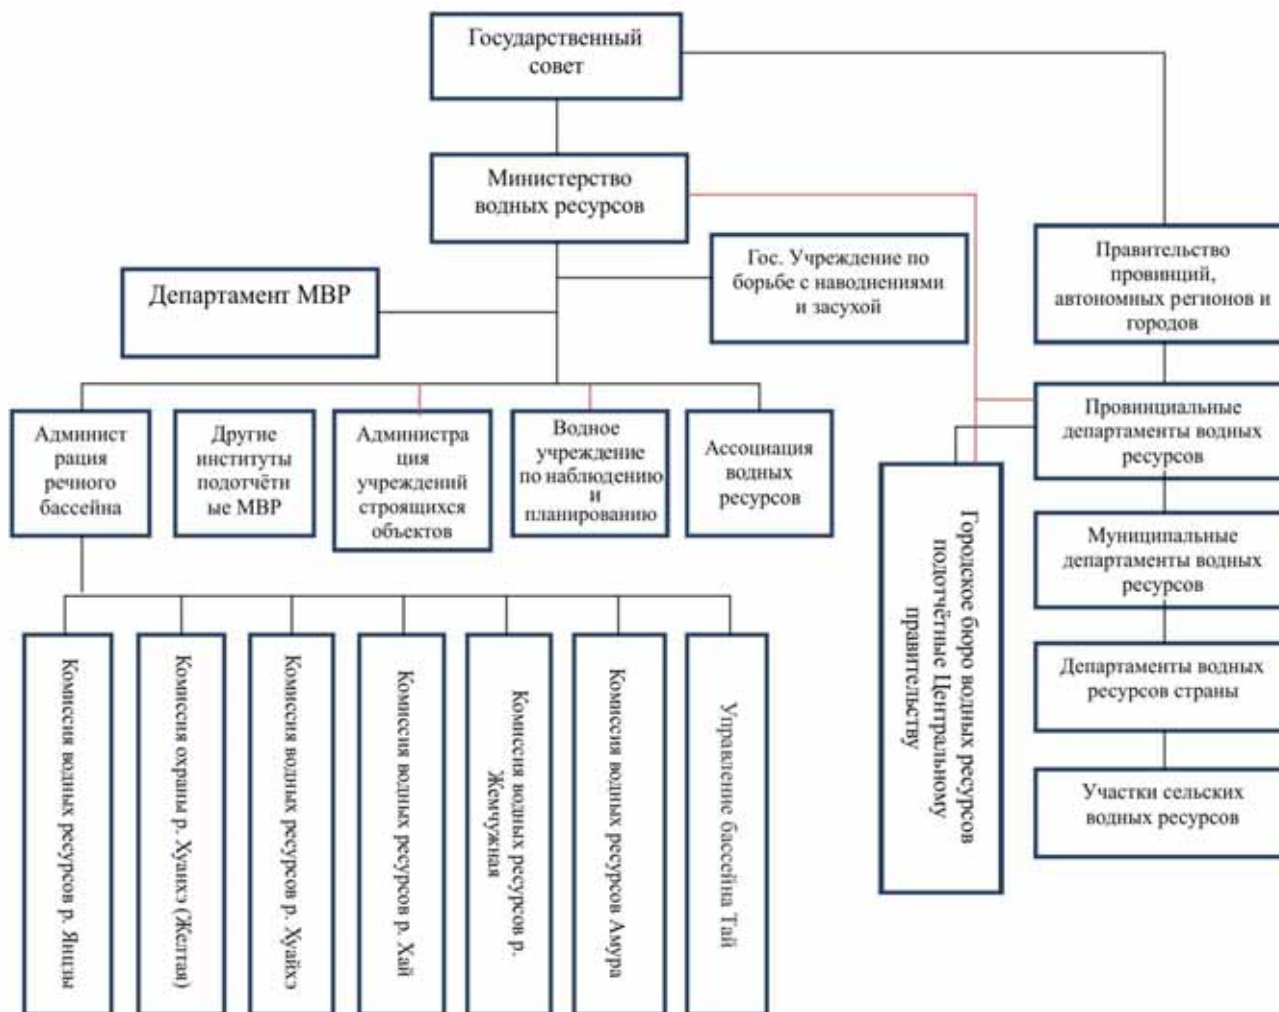 Государственный
совет
Министерство
водных ресурсов
Гос. Учреждение по
борьбе с наводнениями
и засухой
Правительство
провинций,
автономных регионов и
городов
Департамент МВР
Админист
рация
речного
бассейна
Другие
институты
подотчётн
ые МВР
Администра
ция
учреждений
строящихся
объектов
Водное
учреждение
по наблюдению
и
планированию
Ассоциация
водных
ресурсов
Провинциальные
департаменты водных
ресурсов
Городское бюро водных ресурсов
подотчётные Центральному
правительству
Муниципальные
департаменты водных
ресурсов
Департаменты водных
ресурсов страны
Участки сельских
водных ресурсов
Комиссия водных ресурсов р. Янцзы
Комиссия охраны р. Хуанхэ (Желтая)
Комиссия водных ресурсов р. Хуайхэ
Комиссия водных ресурсов р. Хай
Комиссия водных ресурсов р.
Жемчужная
Комиссия водных ресурсов Амура
Управление бассейна Тай